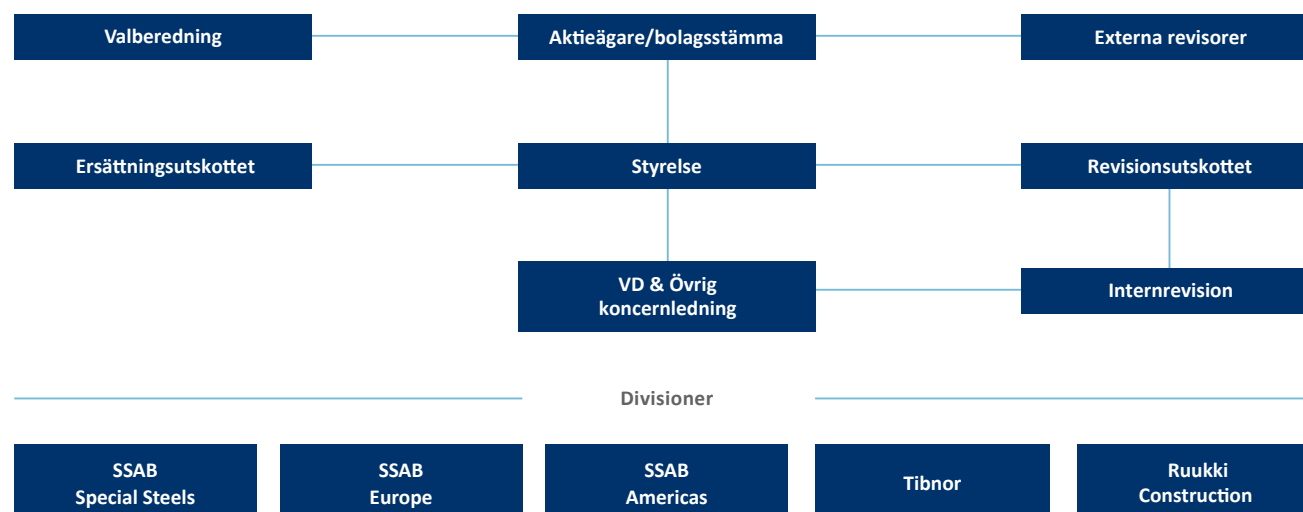 Valberedning
Aktieägare/bolagsstämma
Externa revisorer
Ersättningsutskottet
Styrelse
Revisionsutskottet
VD & Övrig
koncernledning
Internrevision
Divisioner
SSAB
Special Steels
SSAB
Europe
SSAB
Americas
Tibnor
Ruukki
Construction